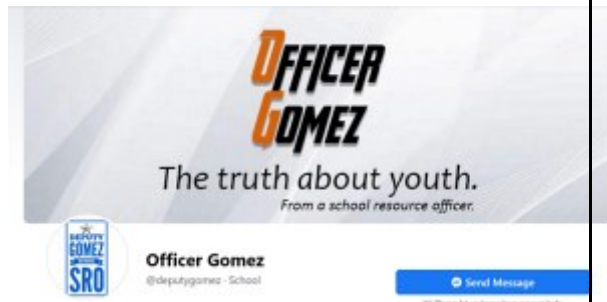 OFFICER
GOMEZ
The truth about youth.
From a school resource officer.
DEPUTY
GOMEZ
SRO
Officer Gomez
@deputygomez · School
Send Message